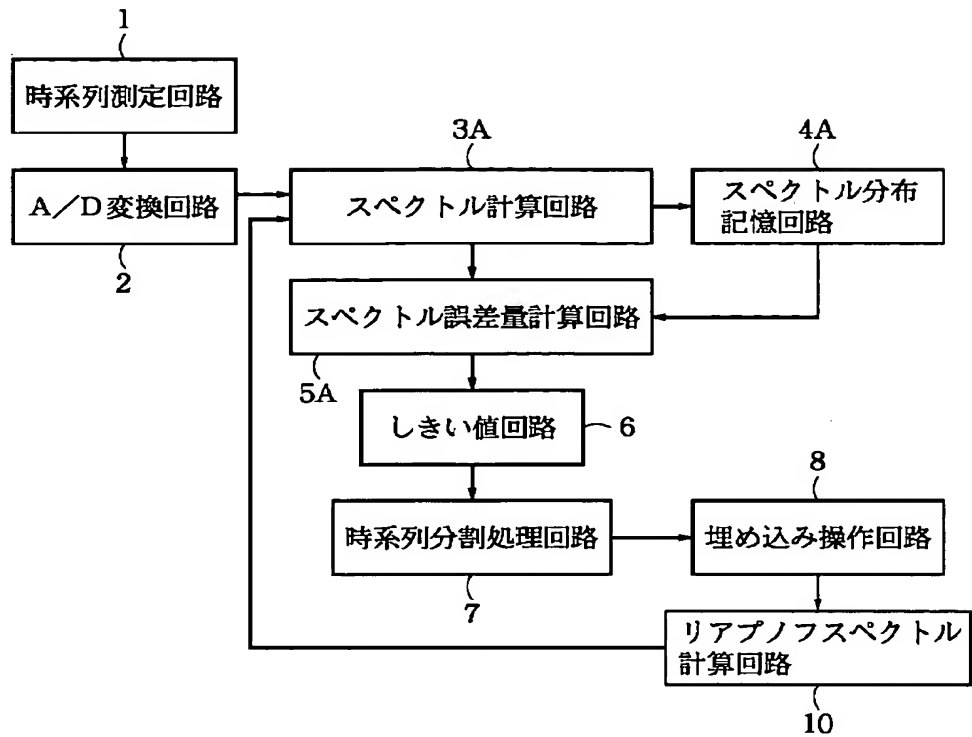 1
時系列測定回路
A／D変換回路
2
3A
スペクトル計算回路
4A
スペクトル分布
記憶回路
スペクトル誤差量計算回路
5A
しきい値回路
6
時系列分割処理回路
7
8
埋め込み操作回路
リアプノフスペクトル
計算回路
10